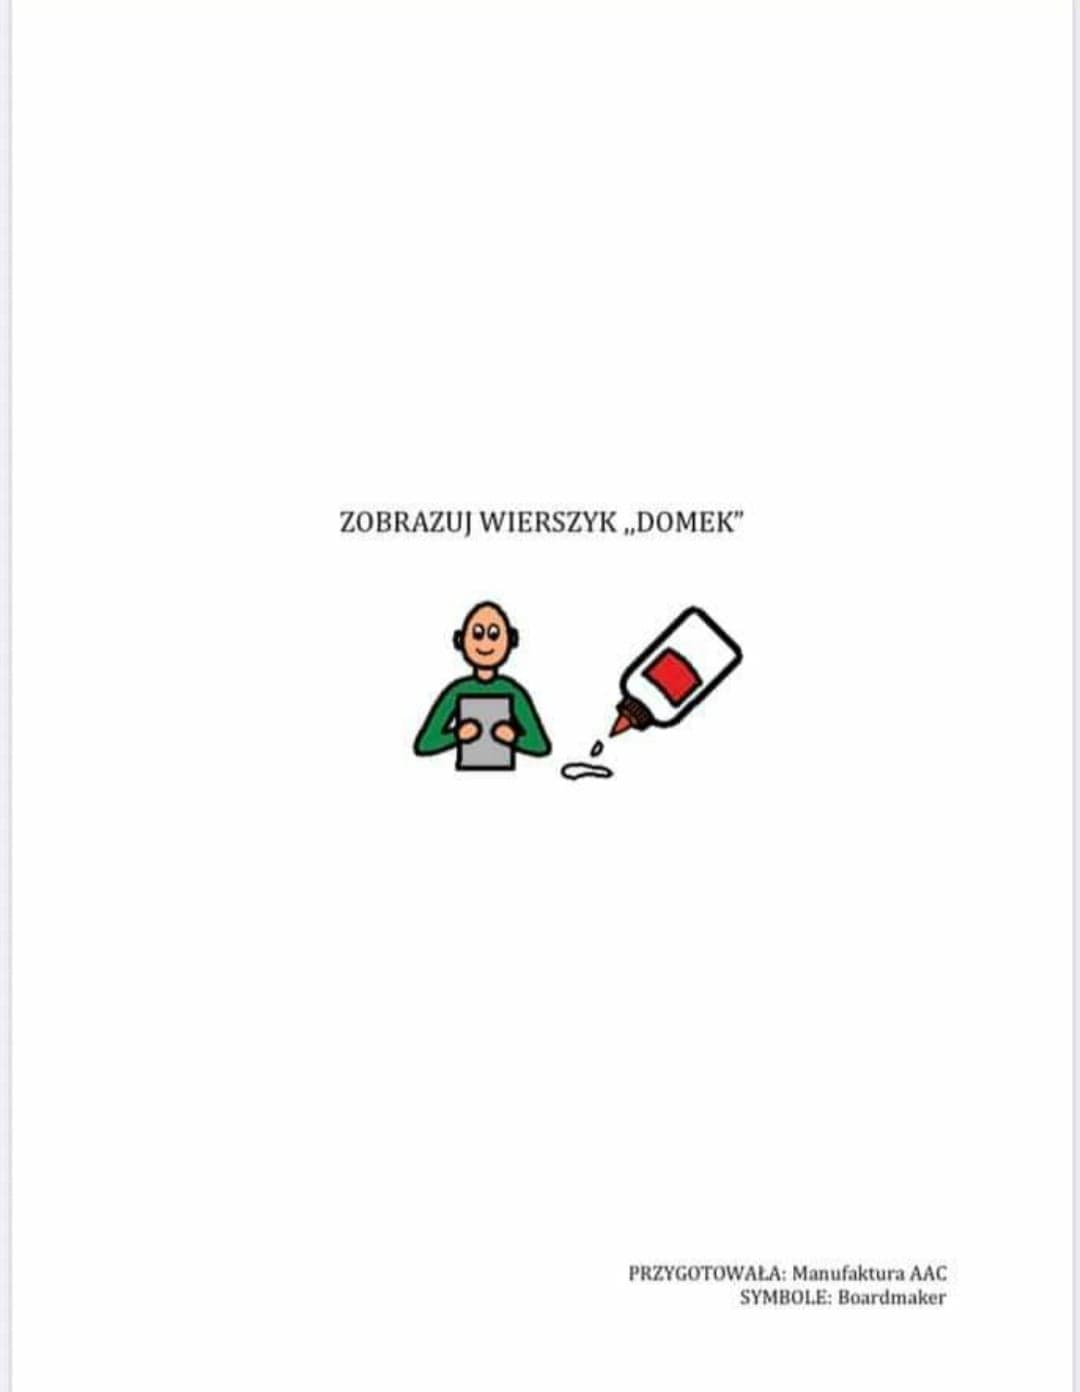 ZOBRAZUJ WIERSZYK „DOMEK”
PRZYGOTOWAŁA: Manufaktura AAC
SYMBOLE: Boardmaker